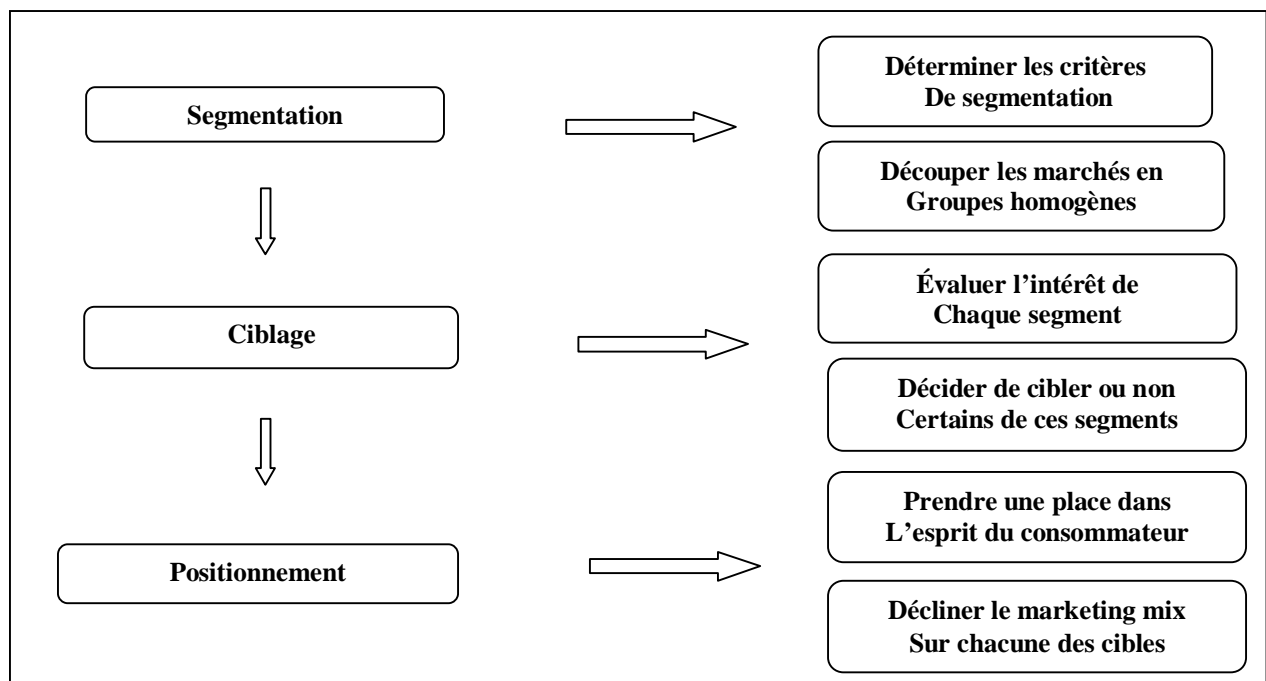 Segmentation
Déterminer les critères
De segmentation
Découper les marchés en
Groupes homogènes
Ciblage
Évaluer l’intérêt de
Chaque segment
Décider de cibler ou non
Certains de ces segments
Positionnement
Prendre une place dans
L’esprit du consommateur
Décliner le marketing mix
Sur chacune des cibles